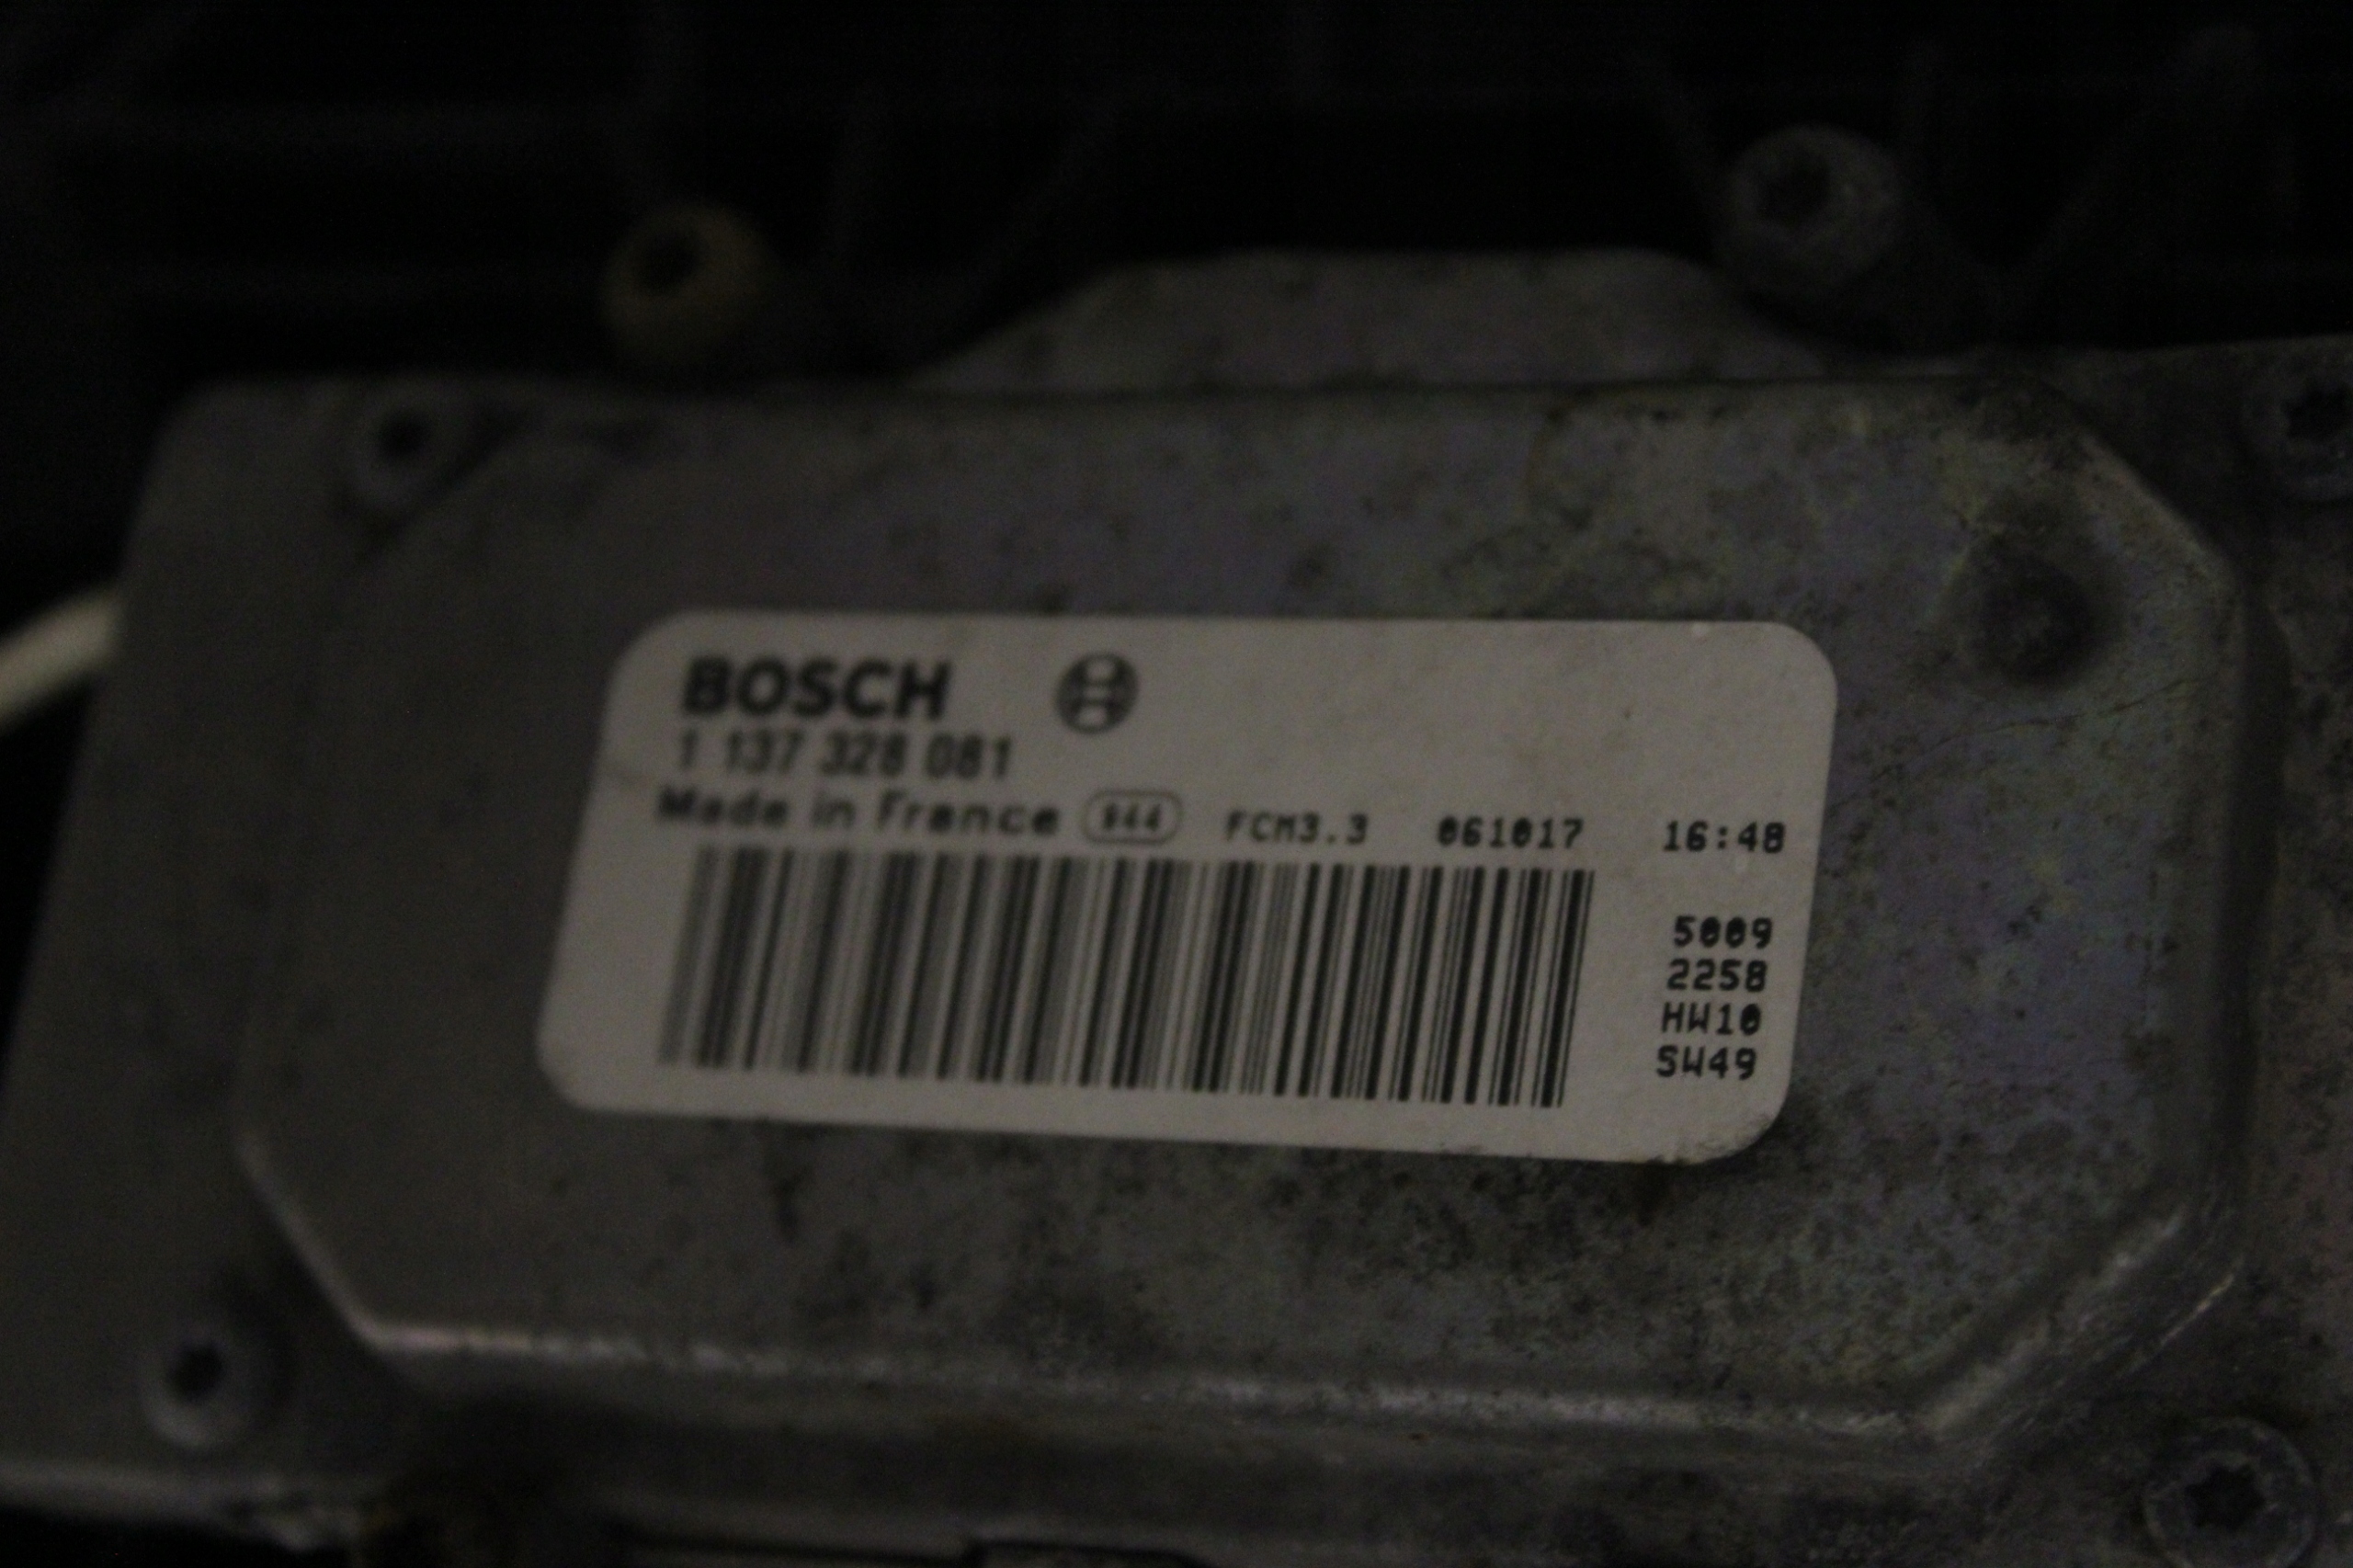 BOSCH
1 137 328 081
Made in France 944 FCM3.3 061017 16:48
5009
2258
HW10
SW49